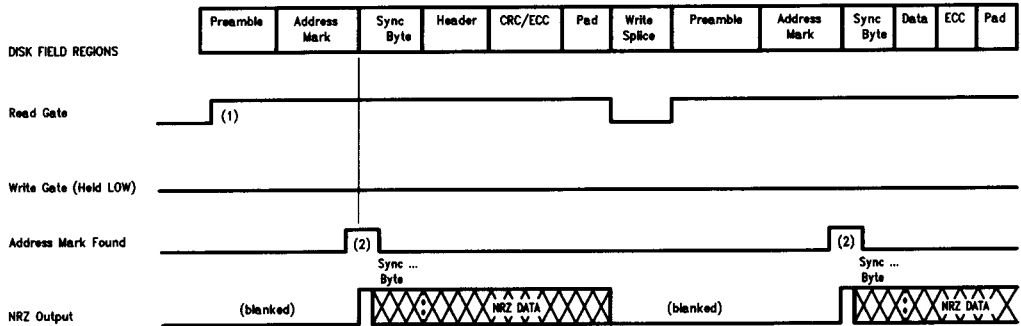 Preamble
Address
Mark
Sync
Byte
Header
CRC/ECC
Pad
Write
Splice
Preamble
Address
Mark
Sync
Byte
Data
ECC
Pad
DISK FIELD REGIONS
Read Gate
(1)
Write Gate (Held LOW)
Address Mark Found
(2)
(2)
Sync ...
Byte
Sync ...
Byte
NRZ Output
(blanked)
NRZ DATA
(blanked)
NRZ DATA